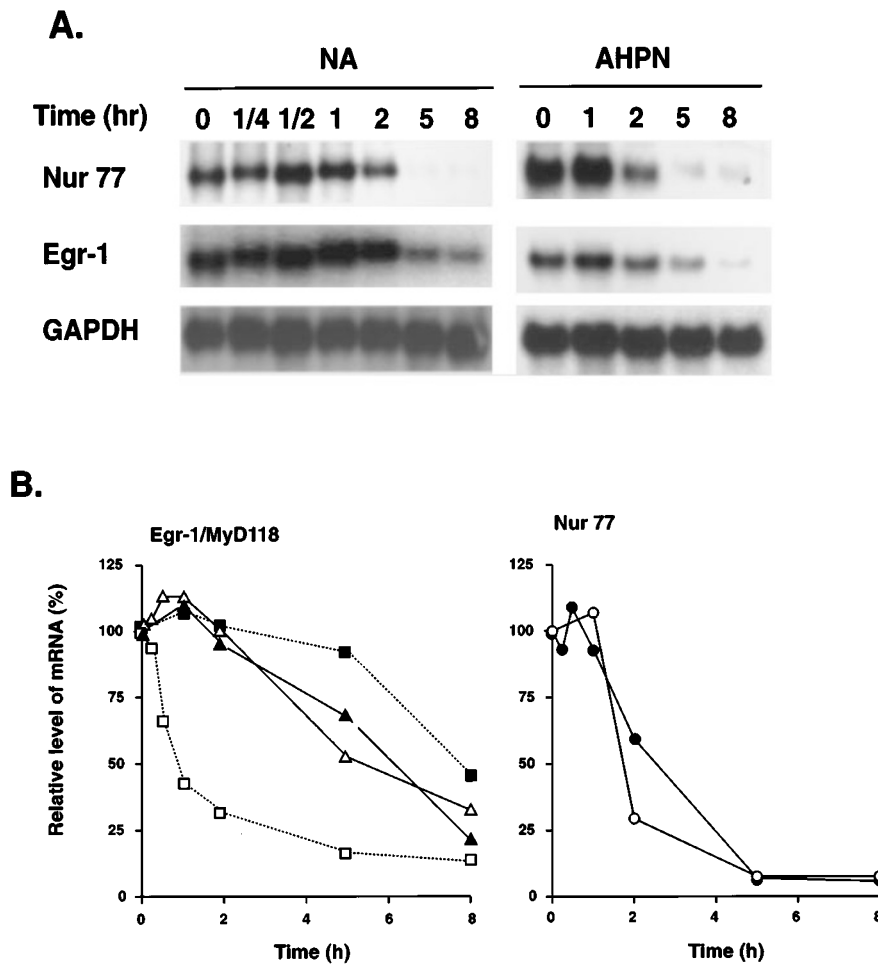 A.
NA AHPN
Time (hr) 0 1/4 1/2 1 2 5 8 0 1 2 5 8
Nur 77
Egr-1
GAPDH
B.
Egr-1/MyD118
Relative level of mRNA (%)
125
100
75
50
25
0
0 2 4 6 8
Time (h)
Nur 77
125
100
75
50
25
0
0 2 4 6 8
Time (h)